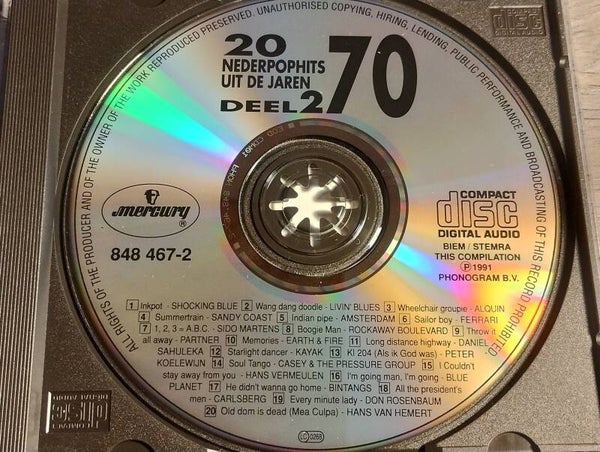 20
NEDERPOPHITS
UIT DE JAREN
DEEL 2
70
ALL RIGHTS OF THE PRODUCER AND OF THE OWNER OF THE WORK REPRODUCED RESERVED. UNAUTHORISED COPYING, HIRING, LENDING, PUBLIC PERFORMANCE AND BROADCASTING OF THIS RECORD PROHIBITED.
mercury ®
848 467-2
COMPACT
disc
DIGITAL AUDIO
BIEM / STEMRA
THIS COMPILATION
Ⓟ 1991
PHONOGRAM B.V.
1 Inkpot - SHOCKING BLUE 2 Wang dang doodle - LIVIN' BLUES 3 Wheelchair groupie - ALQUIN
4 Summertrain - SANDY COAST 5 Indian pipe - AMSTERDAM 6 Sailor boy - FERRARI
7 1, 2, 3 = A.B.C. - SIDO MARTENS 8 Boogie Man - ROCKAWAY BOULEVARD 9 Throw it
all away - PARTNER 10 Memories - EARTH & FIRE 11 Long distance highway - DANIEL
SAHULEKA 12 Starlight dancer - KAYAK 13 KI 204 (Als ik God was) - PETER
KOELEWIJN 14 Soul Tango - CASEY & THE PRESSURE GROUP 15 I Couldn't
stay away from you - HANS VERMEULEN 16 I'm going man, I'm going - BLUE
PLANET 17 He didn't wanna go home - BINTANGS 18 All the president's
men - CARLSBERG 19 Every minute lady - DON ROSENBAUM
20 Old dom is dead (Mea Culpa) - HANS VAN HEMERT
LC 0268
COMPACT
disc
DIGITAL AUDIO
disc